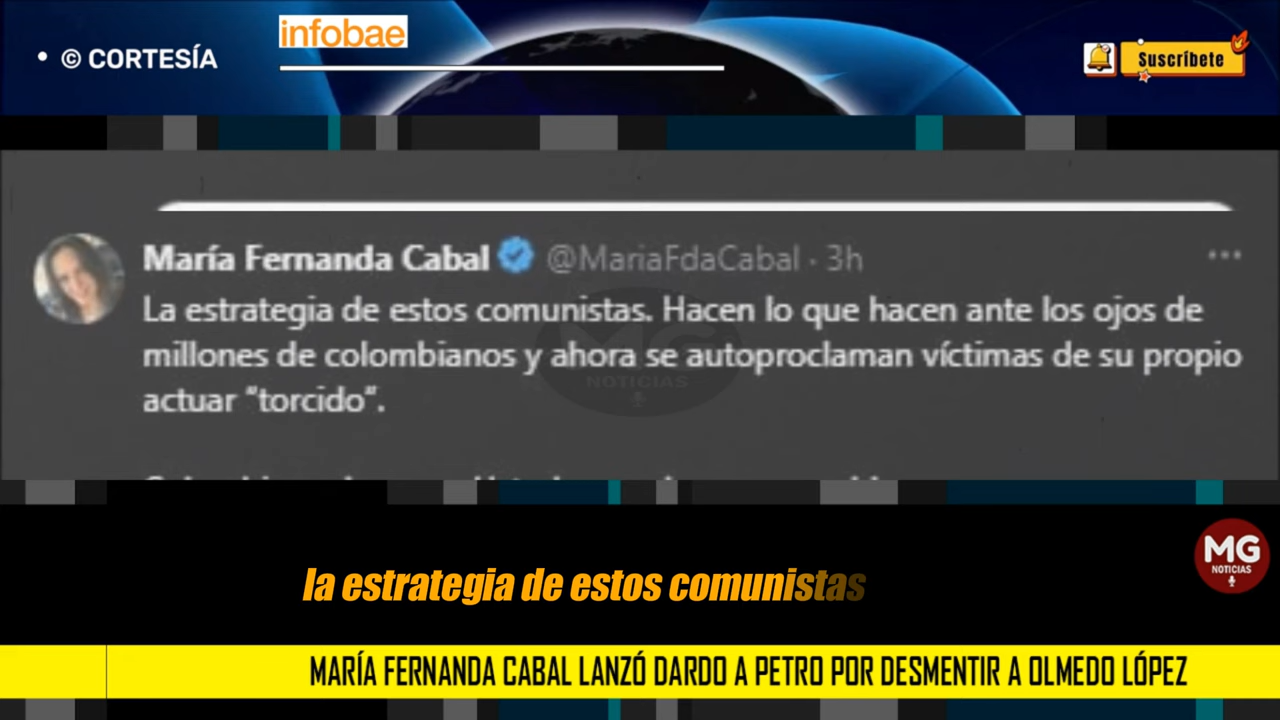 • © CORTESÍA
infobae
Suscríbete
María Fernanda Cabal @MariaFdaCabal · 3h
La estrategia de estos comunistas. Hacen lo que hacen ante los ojos de
millones de colombianos y ahora se autoproclaman víctimas de su propio
actuar "torcido".
MG
NOTICIAS
la estrategia de estos comunistas
MG
NOTICIAS
MARÍA FERNANDA CABAL LANZÓ DARDO A PETRO POR DESMENTIR A OLMEDO LÓPEZ